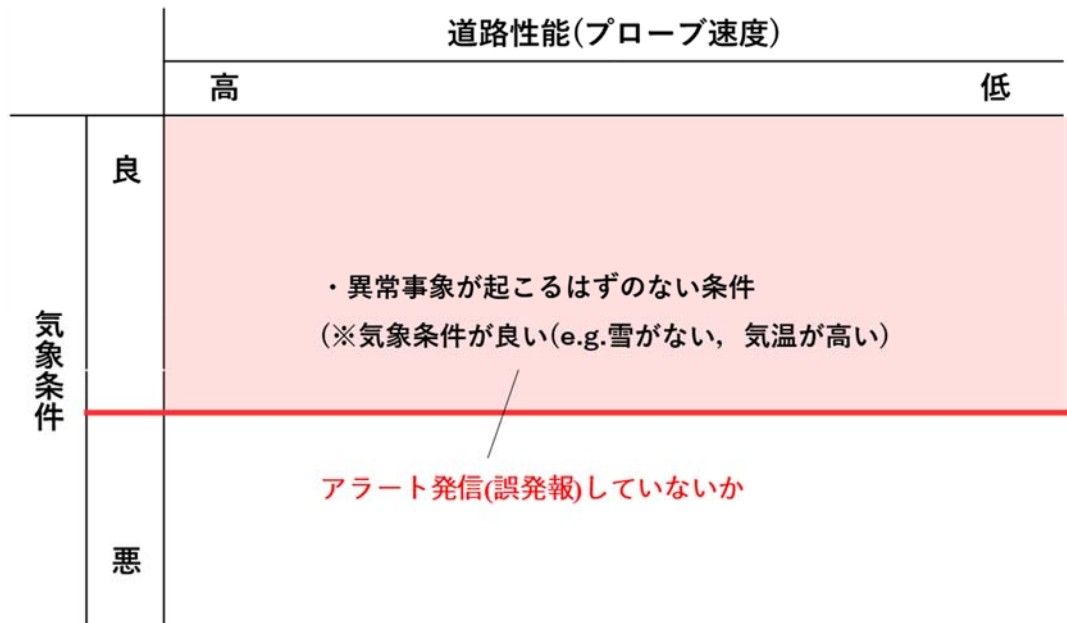 道路性能(プローブ速度)
高
低
良
・異常事象が起こるはずのない条件
(※気象条件が良い(e.g.雪がない，気温が高い)
気象条件
アラート発信(誤発報)していないか
悪